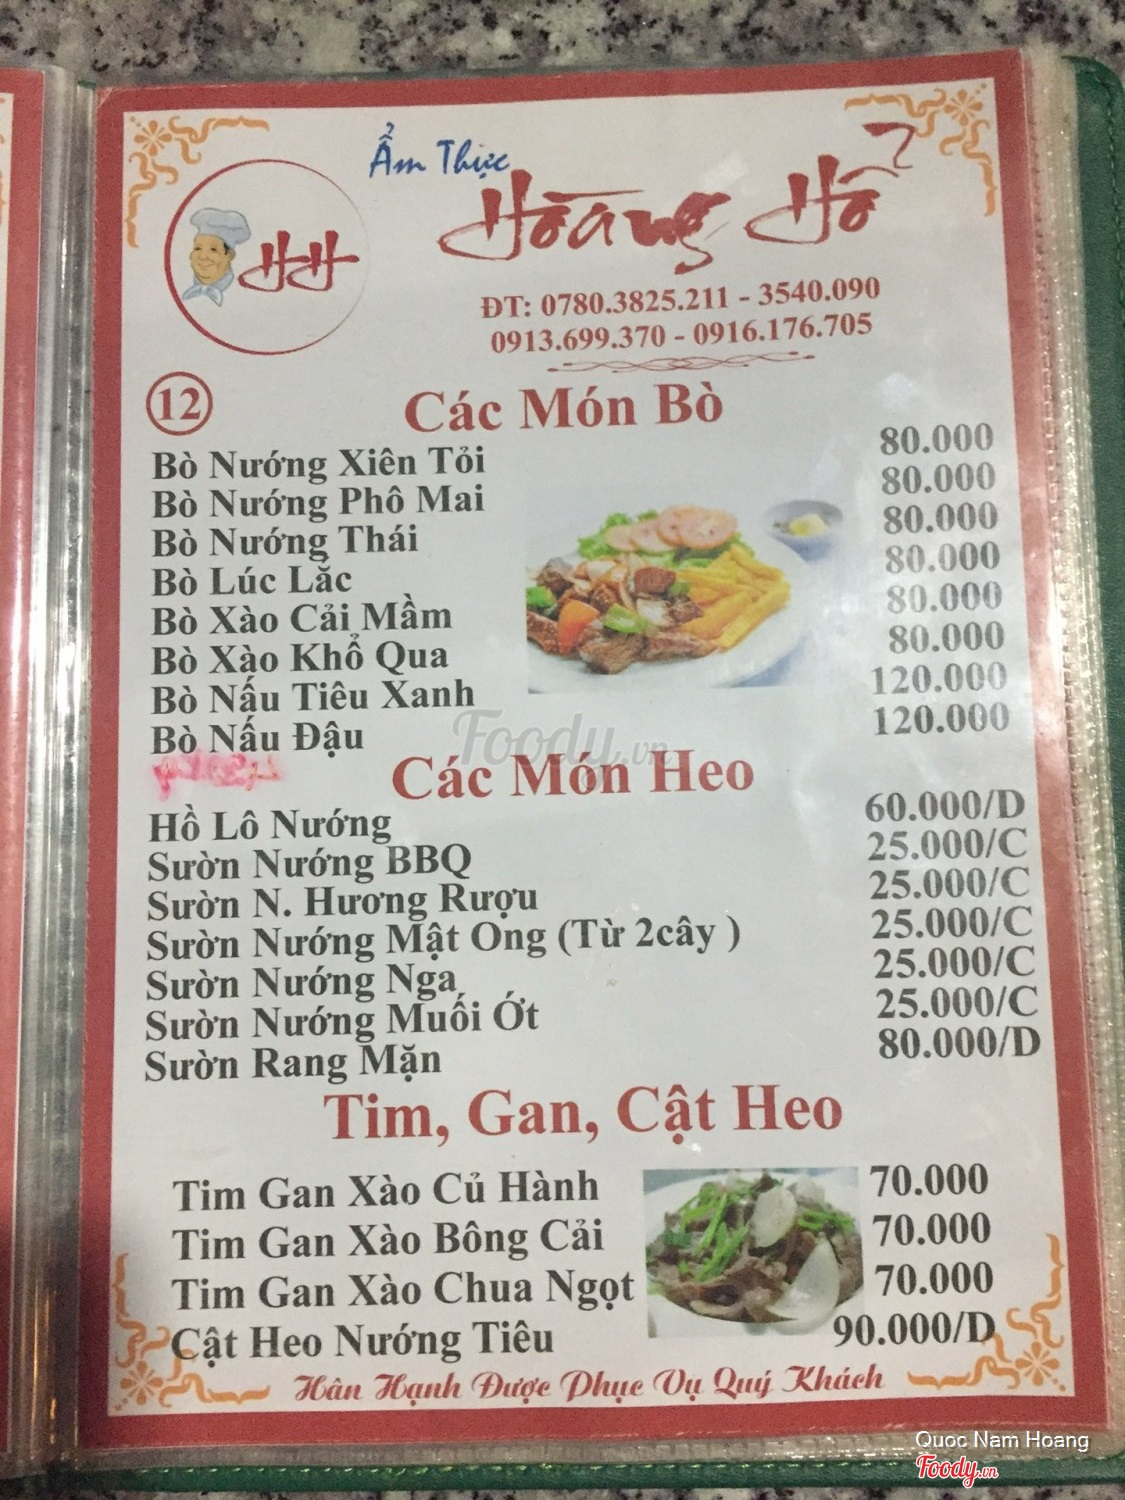 Ẩm Thực
Hoàng Hổ
HH
ĐT: 0780.3825.211 - 3540.090
0913.699.370 - 0916.176.705
12
Các Món Bò
Bò Nướng Xiên Tỏi 80.000
Bò Nướng Phô Mai 80.000
Bò Nướng Thái 80.000
Bò Lúc Lắc 80.000
Bò Xào Cải Mầm 80.000
Bò Xào Khổ Qua 80.000
Bò Nấu Tiêu Xanh 120.000
Bò Nấu Đậu 120.000
Foody.vn
Các Món Heo
Hồ Lô Nướng 60.000/D
Sườn Nướng BBQ 25.000/C
Sườn N. Hương Rượu 25.000/C
Sườn Nướng Mật Ong (Từ 2cây ) 25.000/C
Sườn Nướng Nga 25.000/C
Sườn Nướng Muối Ớt 25.000/C
Sườn Rang Mặn 80.000/D
Tim, Gan, Cật Heo
Tim Gan Xào Củ Hành 70.000
Tim Gan Xào Bông Cải 70.000
Tim Gan Xào Chua Ngọt 70.000
Cật Heo Nướng Tiêu 90.000/D
Hân Hạnh Được Phục Vụ Quý Khách
Quoc Nam Hoang
Foody.vn